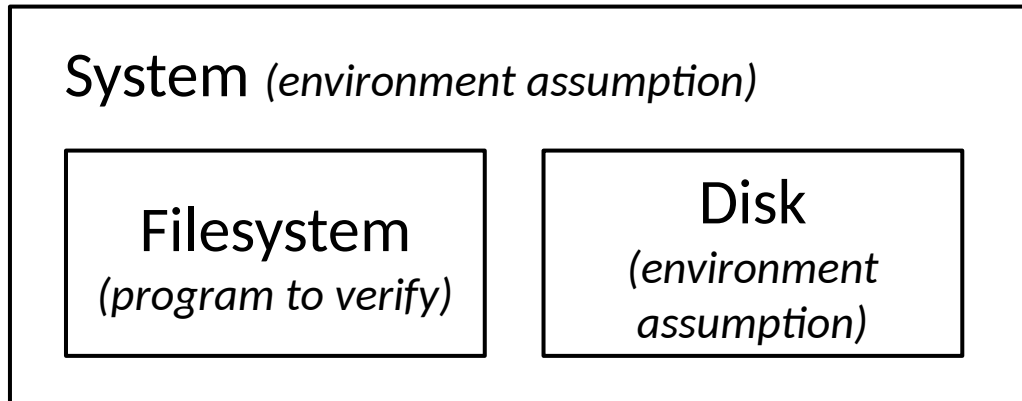 System (environment assumption)
Filesystem
(program to verify)
Disk
(environment
assumption)